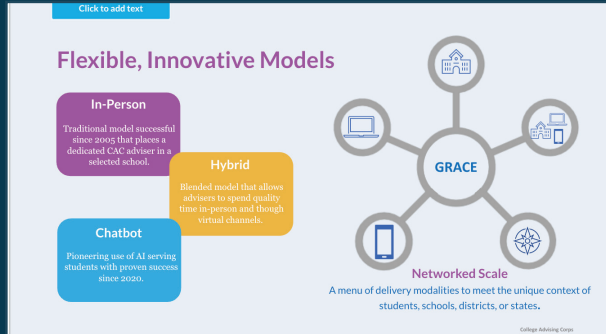 Click to add text
Flexible, Innovative Models
In-Person
Traditional model successful
since 2005 that places a
dedicated CAC adviser in a
selected school.
Hybrid
Blended model that allows
advisers to spend quality
time in-person and though
virtual channels.
Chatbot
Pioneering use of AI serving
students with proven success
since 2020.
GRACE
Networked Scale
A menu of delivery modalities to meet the unique context of
students, schools, districts, or states.
College Advising Corps